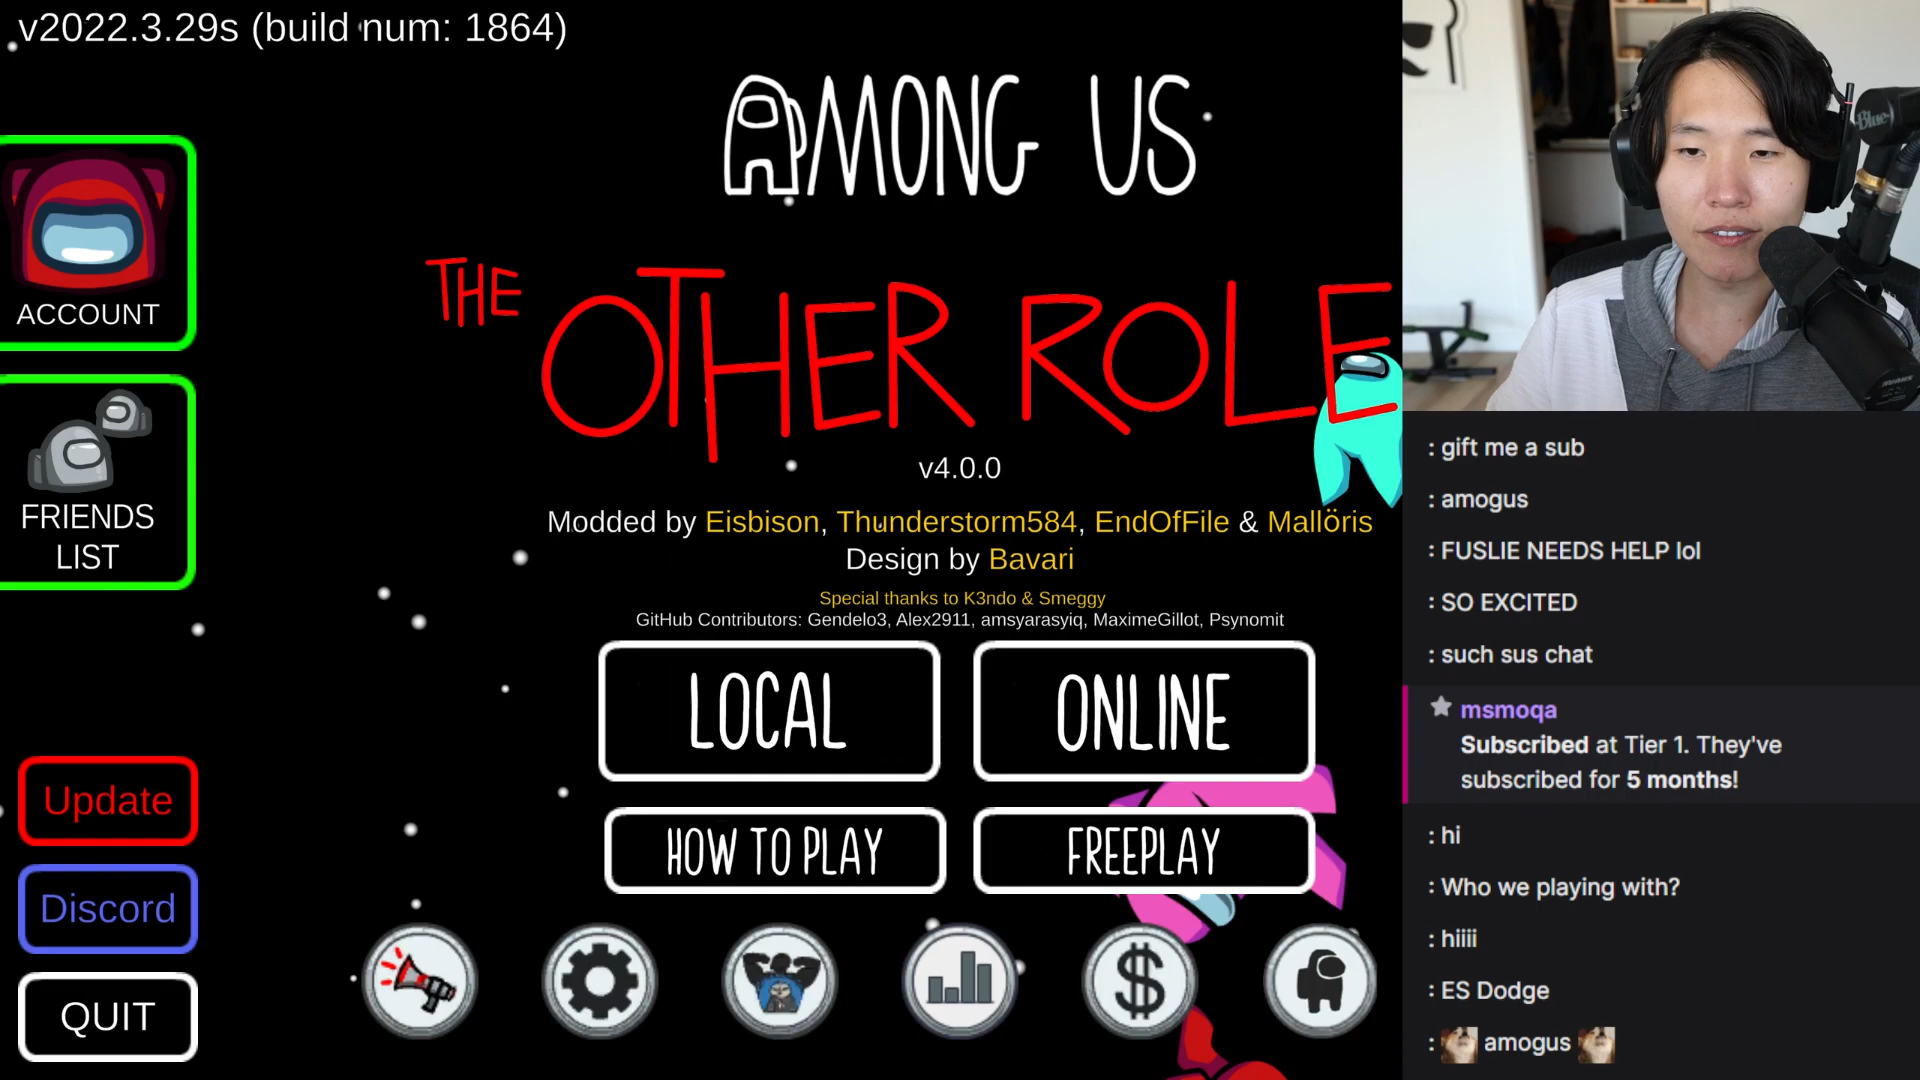 v2022.3.29s (build num: 1864)
AMONG US
THE OTHER ROLE
v4.0.0
Modded by Eisbison, Thunderstorm584, EndOfFile & Mallöris
Design by Bavari
Special thanks to K3ndo & Smeggy
GitHub Contributors: Gendelo3, Alex2911, amsyarasyiq, MaximeGillot, Psynomit
ACCOUNT
FRIENDS
LIST
LOCAL
ONLINE
HOW TO PLAY
FREEPLAY
Update
Discord
QUIT
$
Blue
: gift me a sub
: amogus
: FUSLIE NEEDS HELP lol
: SO EXCITED
: such sus chat
msmoqa
Subscribed at Tier 1. They've
subscribed for 5 months!
: hi
: Who we playing with?
: hiiii
: ES Dodge
: amogus